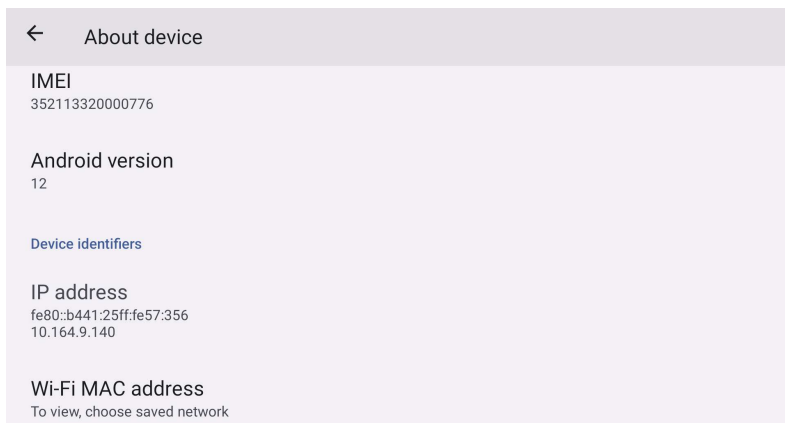 About device
IMEI
352113320000776
Android version
12
Device identifiers
IP address
fe80::b441:25ff:fe57:356
10.164.9.140
Wi-Fi MAC address
To view, choose saved network